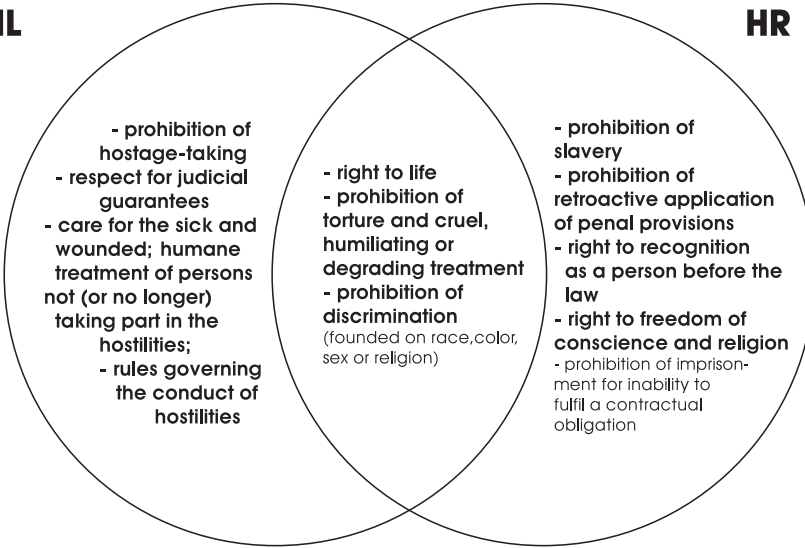 HR
- prohibition of
hostage-taking
- respect for judicial
guarantees
- care for the sick and
wounded; humane
treatment of persons
not (or no longer)
taking part in the
hostilities;
- rules governing
the conduct of
hostilities
- right to life
- prohibition of
torture and cruel,
humiliating or
degrading treatment
- prohibition of
discrimination
(founded on race,color,
sex or religion)
- prohibition of
slavery
- prohibition of
retroactive application
of penal provisions
- right to recognition
as a person before the
law
- right to freedom of
conscience and religion
- prohibition of imprison-
ment for inability to
fulfil a contractual
obligation